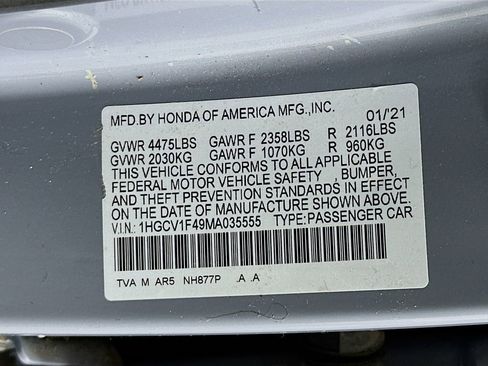 MFD.BY HONDA OF AMERICA MFG.,INC. 01/'21
GVWR 4475LBS GAWR F 2358LBS R 2116LBS
GVWR 2030KG GAWR F 1070KG R 960KG
THIS VEHICLE CONFORMS TO ALL APPLICABLE
FEDERAL MOTOR VEHICLE SAFETY , BUMPER,
AND THEFT PREVENTION STANDARDS IN EFFECT
ON THE DATE OF MANUFACTURE SHOWN ABOVE.
V.I.N.: 1HGCV1F49MA035555 TYPE:PASSENGER CAR
TVA M AR5 NH877P .A .A